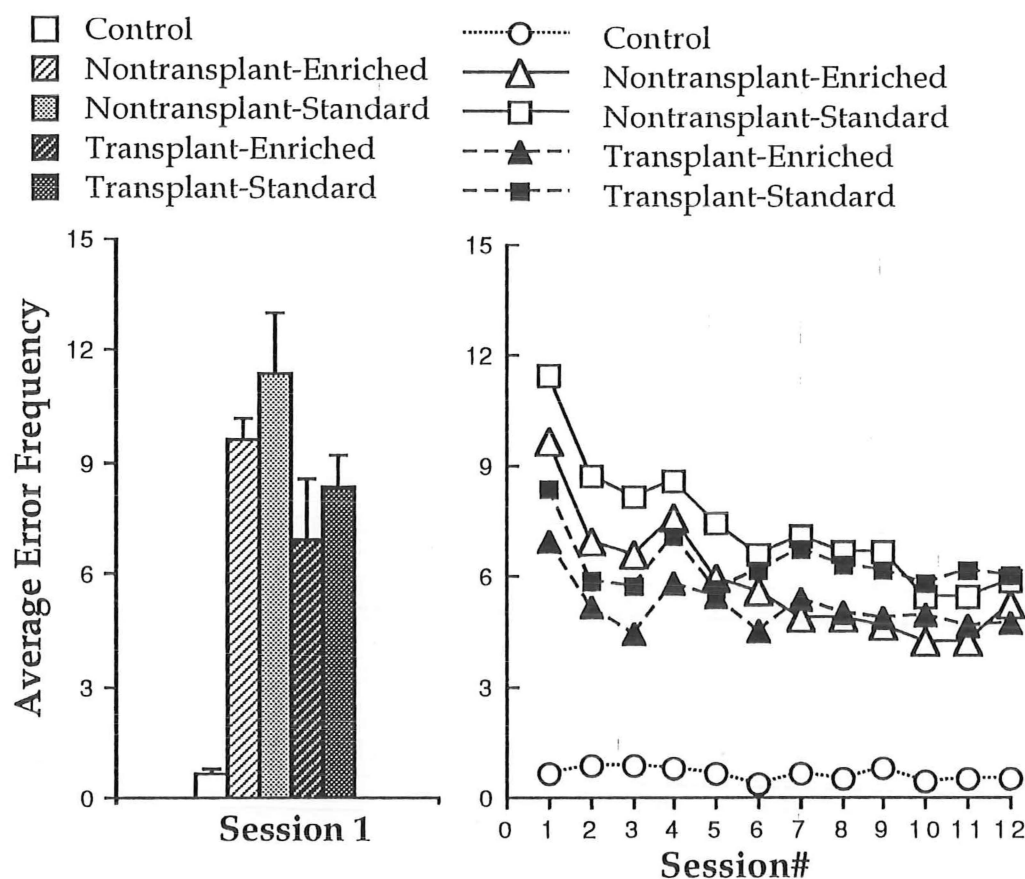 Control
Nontransplant-Enriched
Nontransplant-Standard
Transplant-Enriched
Transplant-Standard
Control
Nontransplant-Enriched
Nontransplant-Standard
Transplant-Enriched
Transplant-Standard
Average Error Frequency
15
12
9
6
3
0
Session 1
15
12
9
6
3
0
0 1 2 3 4 5 6 7 8 9 10 11 12
Session#